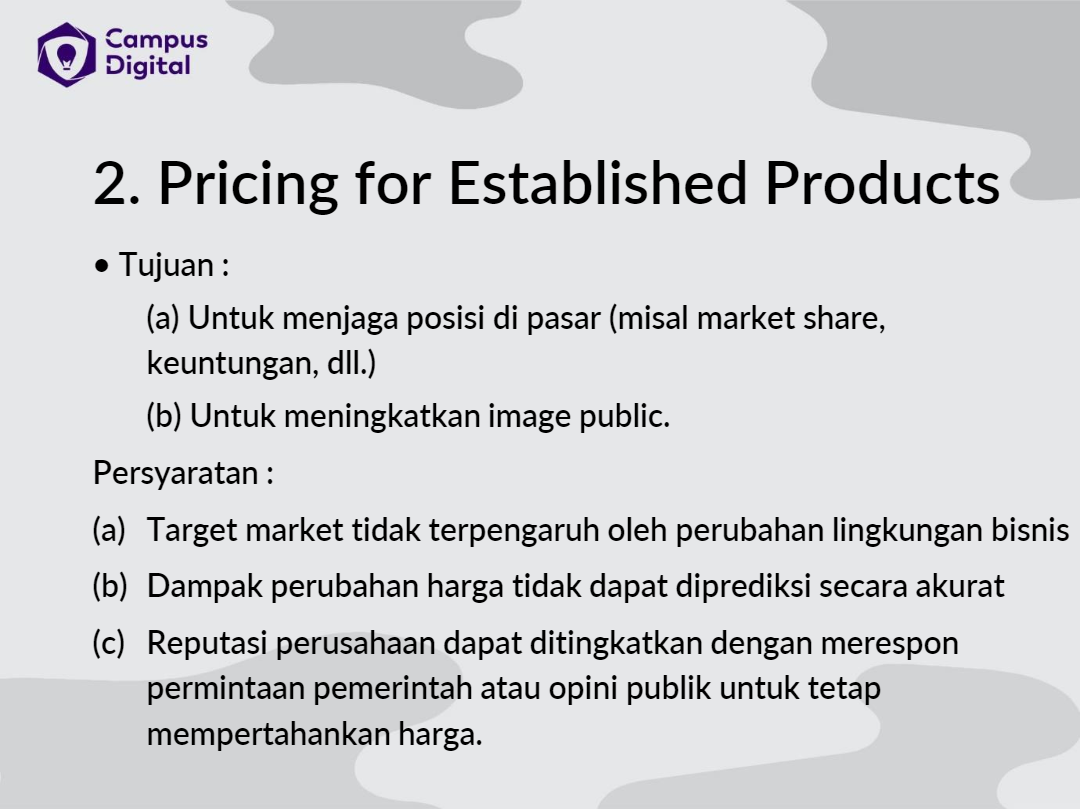 Campus
Digital
2. Pricing for Established Products
• Tujuan :
(a) Untuk menjaga posisi di pasar (misal market share,
keuntungan, dll.)
(b) Untuk meningkatkan image public.
Persyaratan :
(a) Target market tidak terpengaruh oleh perubahan lingkungan bisnis
(b) Dampak perubahan harga tidak dapat diprediksi secara akurat
(c) Reputasi perusahaan dapat ditingkatkan dengan merespon
permintaan pemerintah atau opini publik untuk tetap
mempertahankan harga.